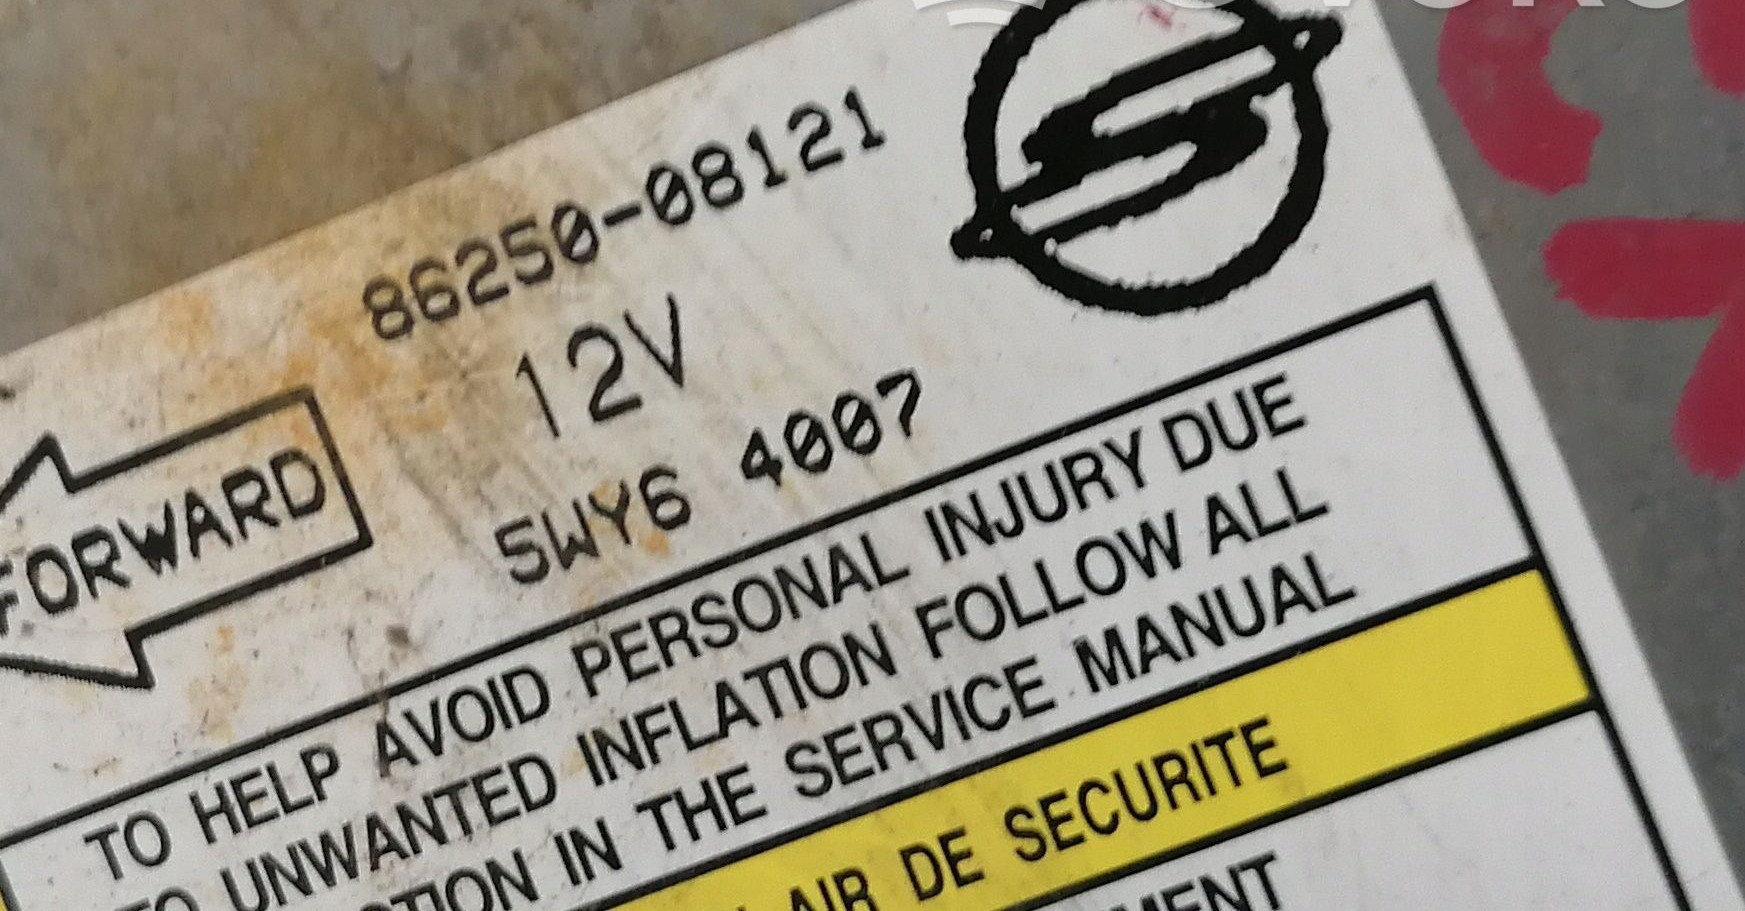 86250-08121
12V
5WY6 4007
FORWARD
TO HELP AVOID PERSONAL INJURY DUE
TO UNWANTED INFLATION FOLLOW ALL
IN THE SERVICE MANUAL
AIR DE SECURITE